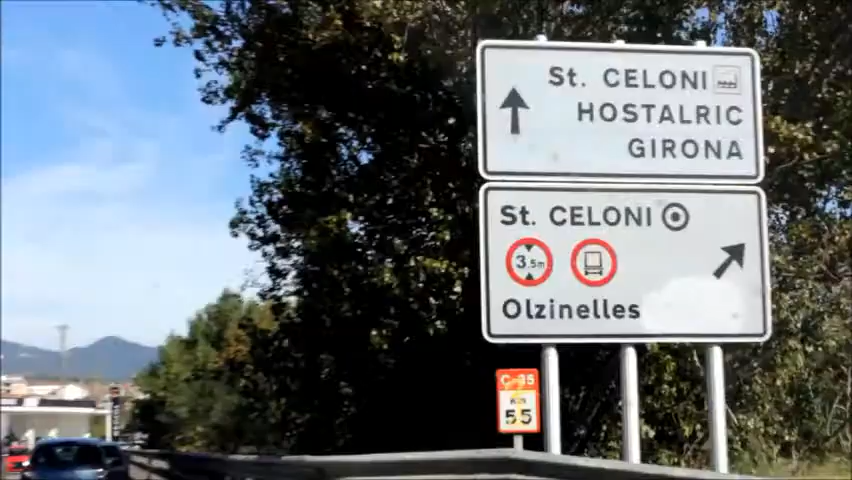 St. CELONI
HOSTALRIC
GIRONA
St. CELONI
3,5m
Olzinelles
C-35
km
55